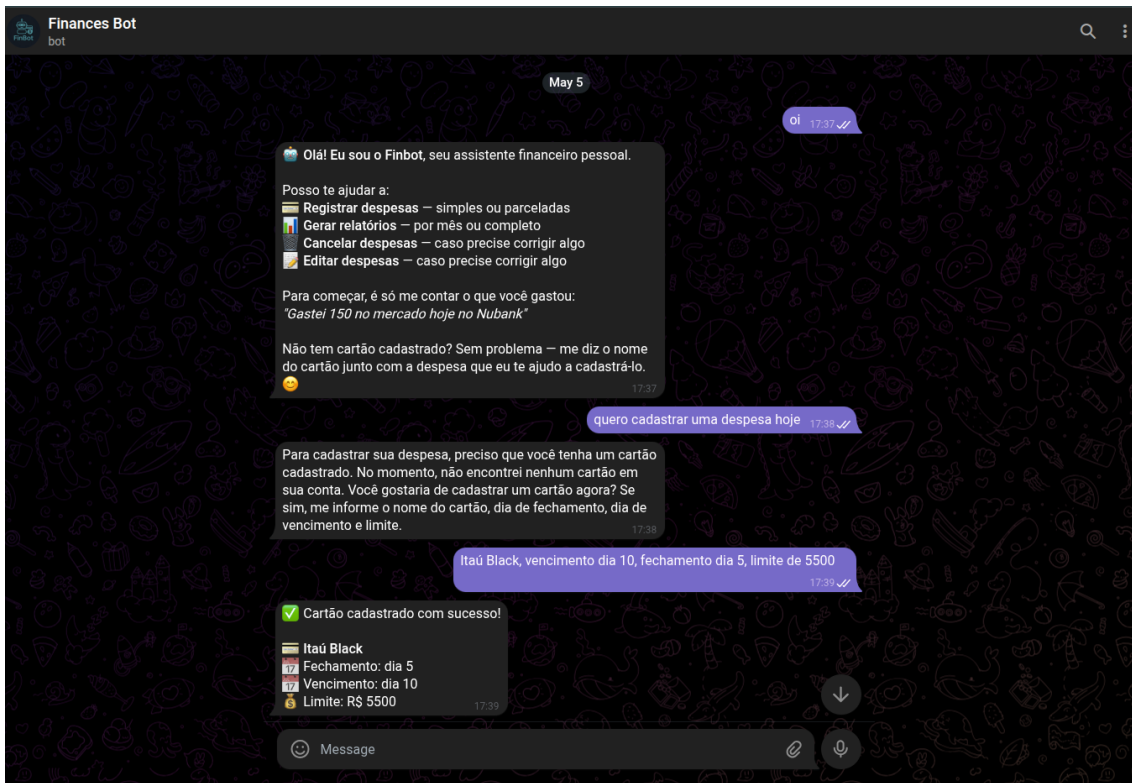 Finances Bot
bot
FinBot
May 5
oi 17:37
🤖 Olá! Eu sou o Finbot, seu assistente financeiro pessoal.
Posso te ajudar a:
💳 Registrar despesas — simples ou parceladas
📊 Gerar relatórios — por mês ou completo
🗑️ Cancelar despesas — caso precise corrigir algo
📝 Editar despesas — caso precise corrigir algo
Para começar, é só me contar o que você gastou:
"Gastei 150 no mercado hoje no Nubank"
Não tem cartão cadastrado? Sem problema — me diz o nome
do cartão junto com a despesa que eu te ajudo a cadastrá-lo.
😊 17:37
quero cadastrar uma despesa hoje 17:38
Para cadastrar sua despesa, preciso que você tenha um cartão
cadastrado. No momento, não encontrei nenhum cartão em
sua conta. Você gostaria de cadastrar um cartão agora? Se
sim, me informe o nome do cartão, dia de fechamento, dia de
vencimento e limite. 17:38
Itaú Black, vencimento dia 10, fechamento dia 5, limite de 5500
17:39
✅ Cartão cadastrado com sucesso!
💳 Itaú Black
📅 Fechamento: dia 5
📅 Vencimento: dia 10
💰 Limite: R$ 5500 17:39
Message